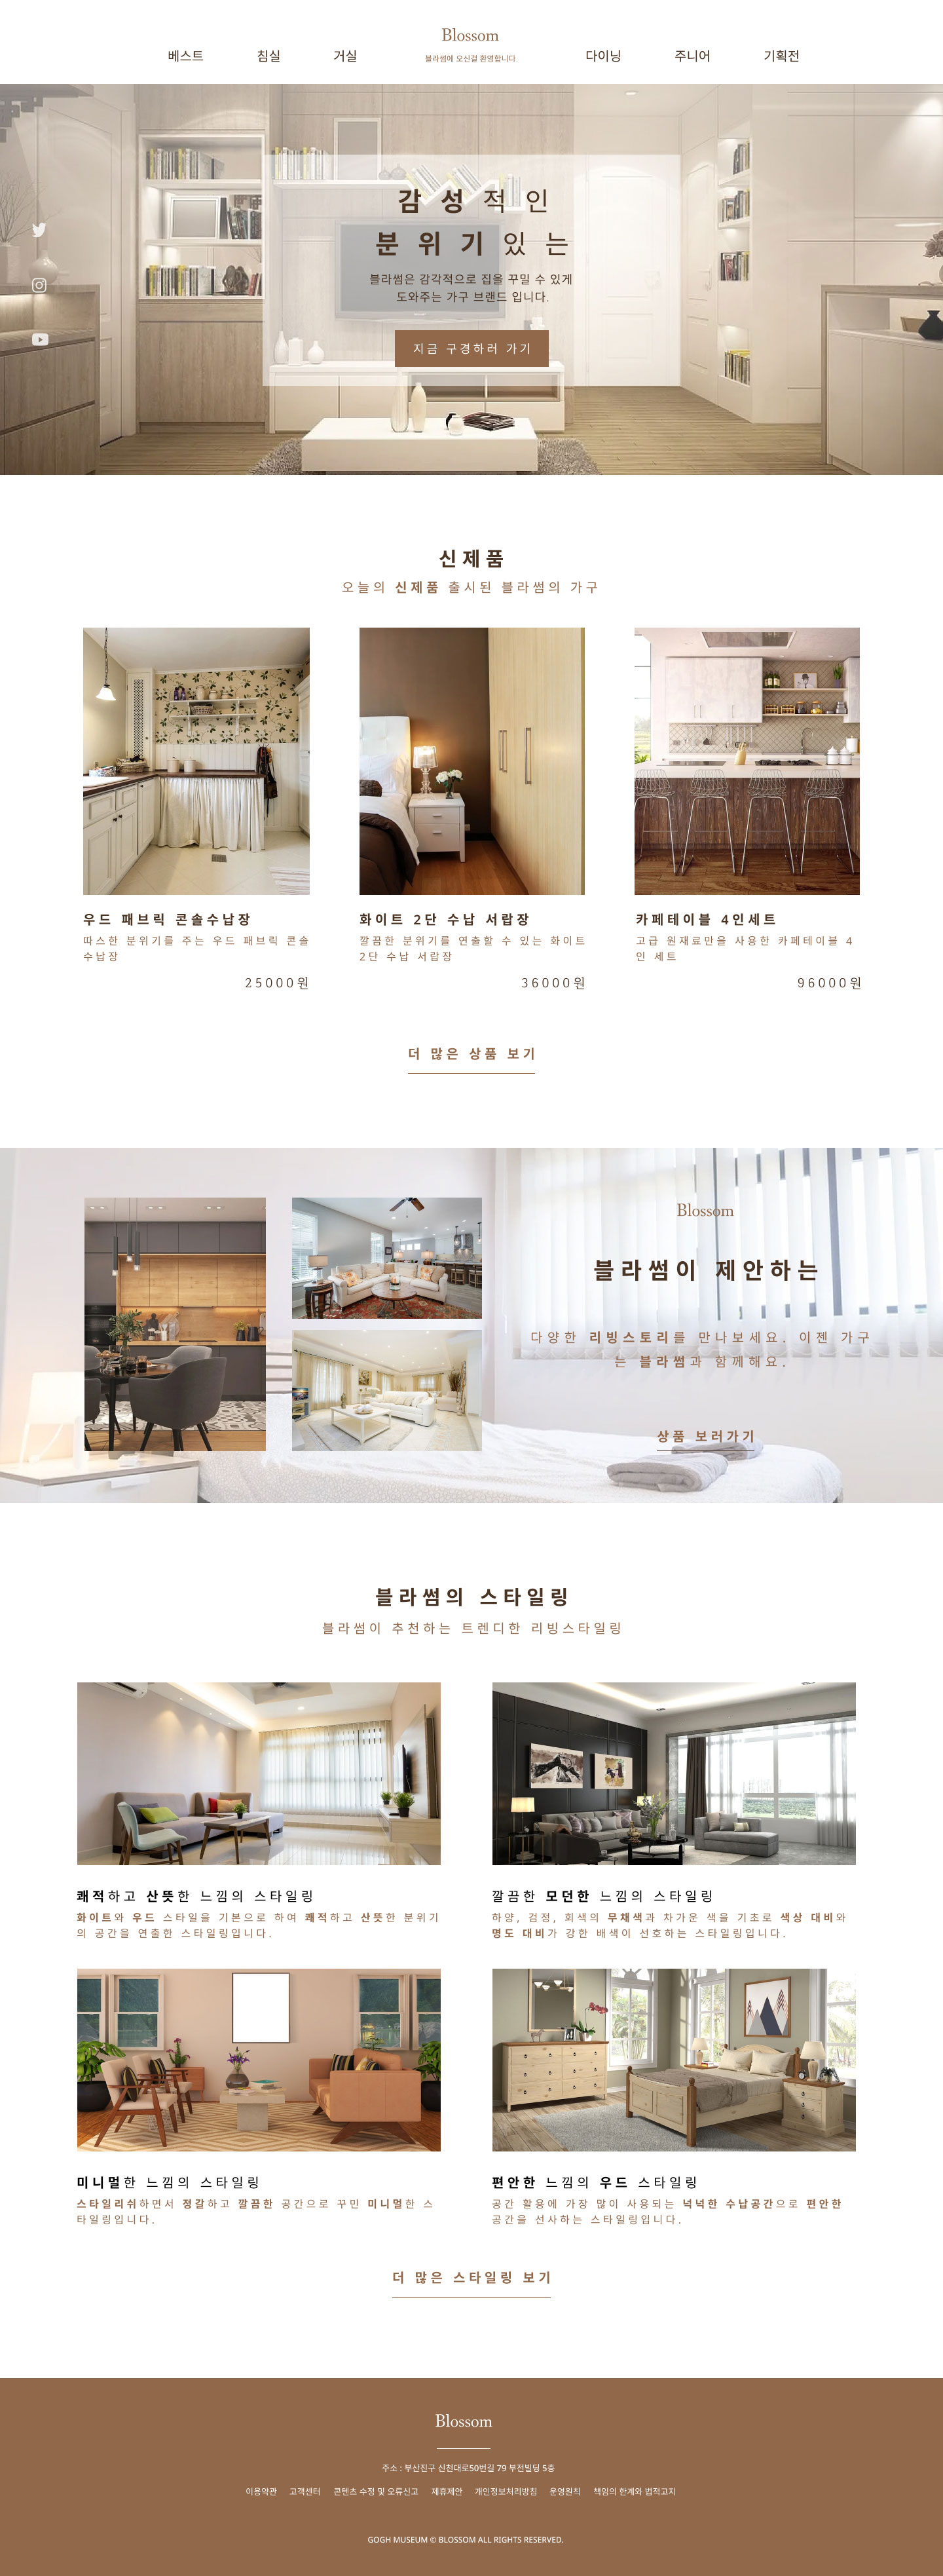 Blossom
블라썸에 오신걸 환영합니다.
베스트 침실 거실 다이닝 주니어 기획전
감성적인
분위기있는
블라썸은 감각적으로 집을 꾸밀 수 있게
도와주는 가구 브랜드 입니다.
지금 구경하러 가기
신제품
오늘의 신제품 출시된 블라썸의 가구
우드 패브릭 콘솔수납장
따스한 분위기를 주는 우드 패브릭 콘솔
수납장
25000원
화이트 2단 수납 서랍장
깔끔한 분위기를 연출할 수 있는 화이트
2단 수납 서랍장
36000원
카페테이블 4인세트
고급 원재료만을 사용한 카페테이블 4
인 세트
96000원
더 많은 상품 보기
Blossom
블라썸이 제안하는
다양한 리빙스토리를 만나보세요. 이젠 가구
는 블라썸과 함께해요.
상품 보러가기
블라썸의 스타일링
블라썸이 추천하는 트렌디한 리빙스타일링
쾌적하고 산뜻한 느낌의 스타일링
화이트와 우드 스타일을 기본으로 하여 쾌적하고 산뜻한 분위기
의 공간을 연출한 스타일링입니다.
깔끔한 모던한 느낌의 스타일링
하양, 검정, 회색의 무채색과 차가운 색을 기초로 색상 대비와
명도 대비가 강한 배색이 선호하는 스타일링입니다.
미니멀한 느낌의 스타일링
스타일리쉬하면서 정갈하고 깔끔한 공간으로 꾸민 미니멀한 스
타일링입니다.
편안한 느낌의 우드 스타일링
공간 활용에 가장 많이 사용되는 넉넉한 수납공간으로 편안한
공간을 선사하는 스타일링입니다.
더 많은 스타일링 보기
Blossom
주소 : 부산진구 신천대로50번길 79 부전빌딩 5층
이용약관 고객센터 콘텐츠 수정 및 오류신고 제휴제안 개인정보처리방침 운영원칙 책임의 한계와 법적고지
GOGH MUSEUM © BLOSSOM ALL RIGHTS RESERVED.